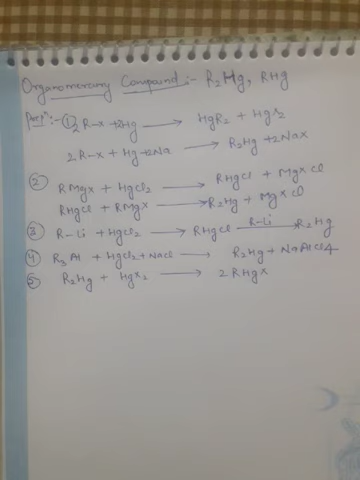 Organomercury Compound:- R₂Hg, RHg
Prepⁿ:- ① 2R-x + 2Hg ⟶ HgR₂ + Hgx₂
2R-x + Hg + 2Na ⟶ R₂Hg + 2Nax
② RMgx + HgCl₂ ⟶ RHgCl + Mgxcl
RHgcl + RMgx ⟶ R₂Hg + Mgxcl
③ R-Li + HgCl₂ ⟶ RHgCl R-Li ⟶ R₂Hg
④ R₃Al + HgCl₂ + NaCl ⟶ R₂Hg + NaAlCl4
⑤ R₂Hg + Hgx₂ ⟶ 2RHgx